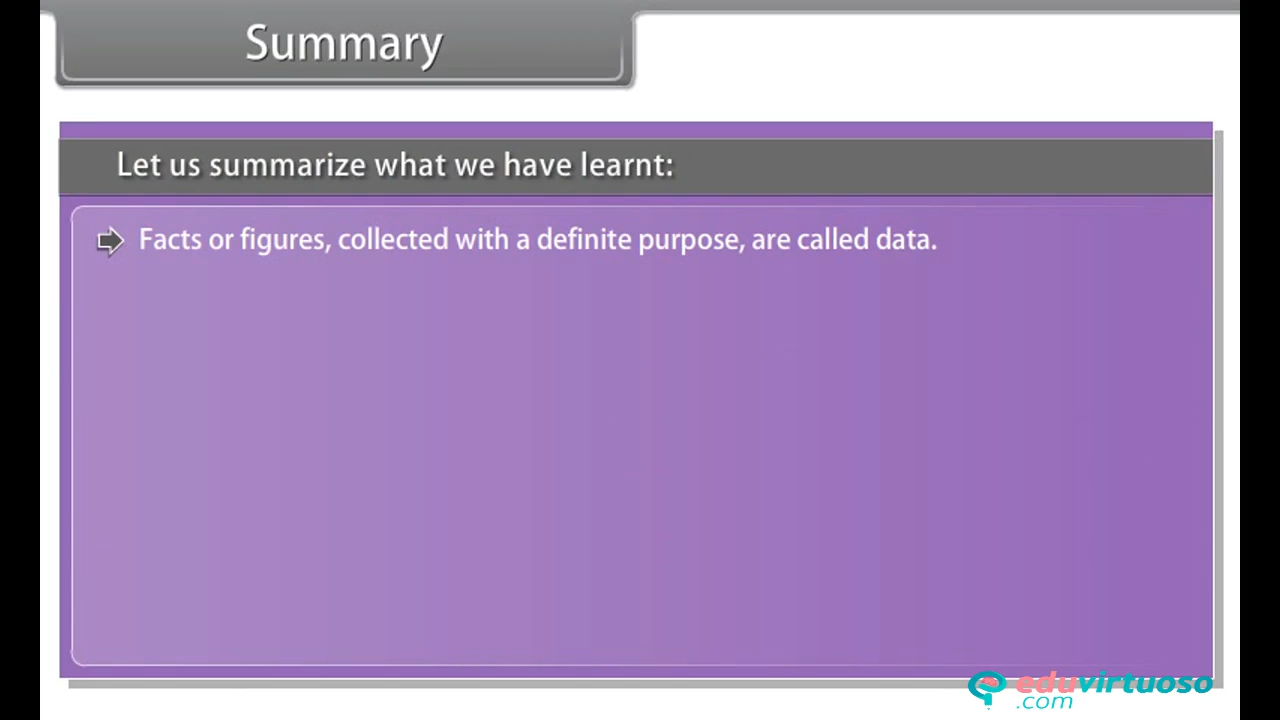 Summary
Let us summarize what we have learnt:
Facts or figures, collected with a definite purpose, are called data.
eduvirtuoso
.com